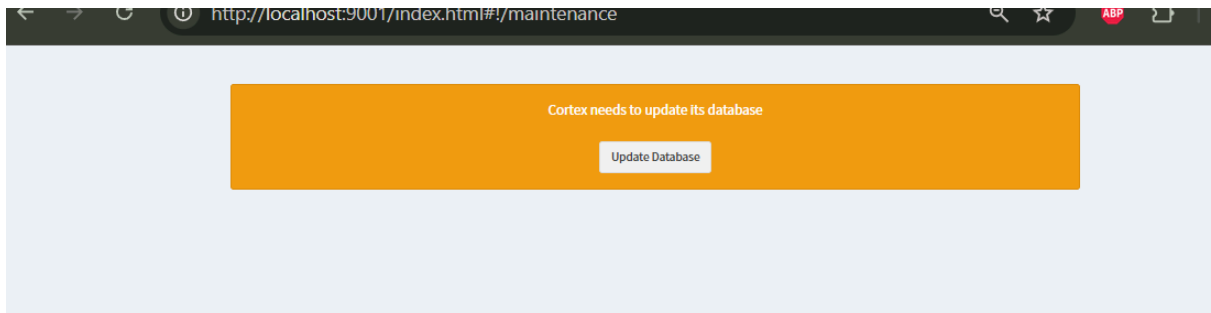 http://localhost:9001/index.html#!/maintenance
ABP
Cortex needs to update its database
Update Database